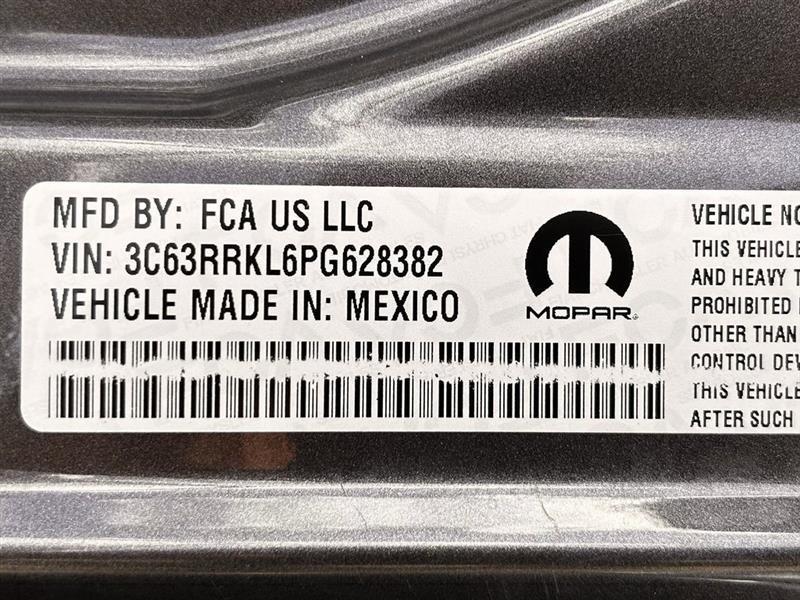 MFD BY: FCA US LLC
VIN: 3C63RRKL6PG628382
VEHICLE MADE IN: MEXICO
MOPAR
VEHICLE NO
THIS VEHICLE
AND HEAVY T
PROHIBITED
OTHER THAN
CONTROL DEV
THIS VEHICLE
AFTER SUCH